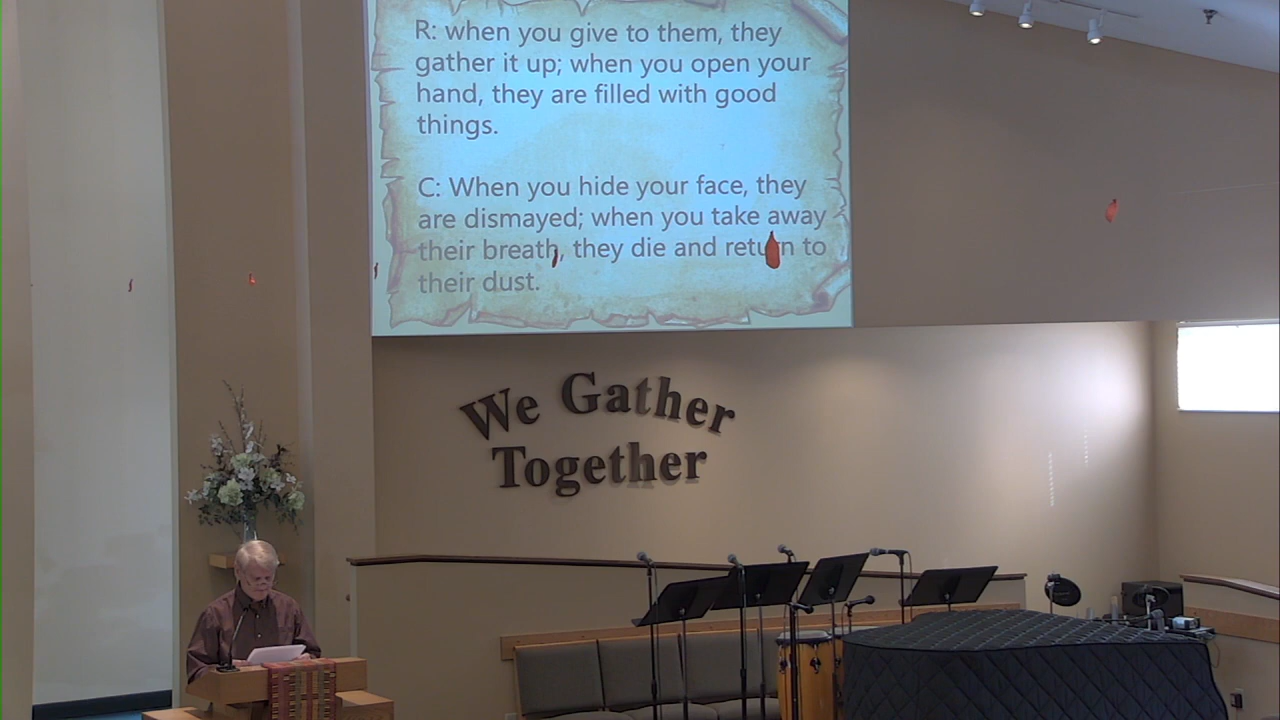 R: when you give to them, they
gather it up; when you open your
hand, they are filled with good
things.
C: When you hide your face, they
are dismayed; when you take away
their breath, they die and return to
their dust.
We Gather
Together